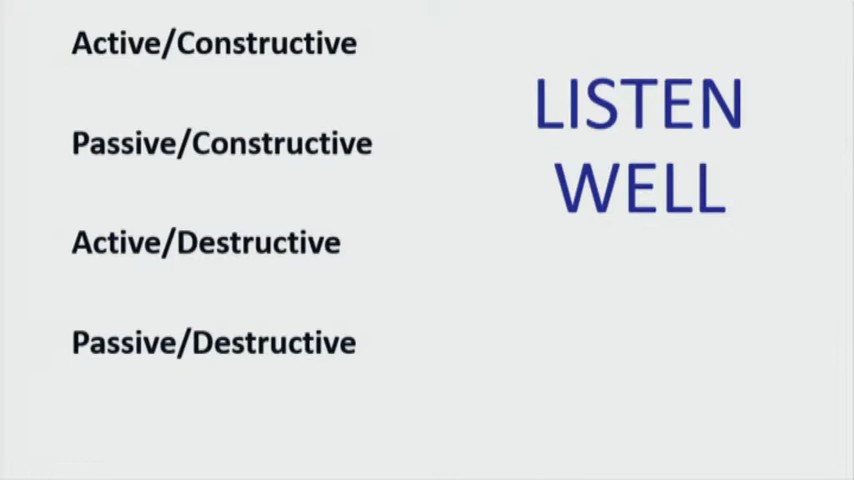 Active/Constructive
Passive/Constructive
Active/Destructive
Passive/Destructive
LISTEN
WELL